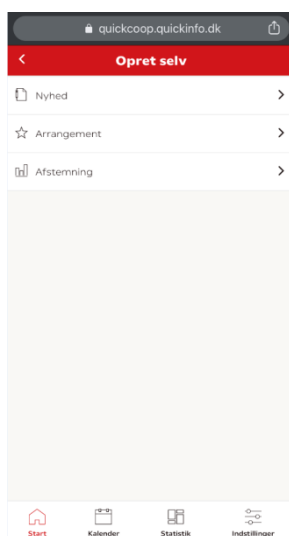 quickcoop.quickinfo.dk
Opret selv
Nyhed
Arrangement
Afstemning
Start Kalender Statistik Indstillinger